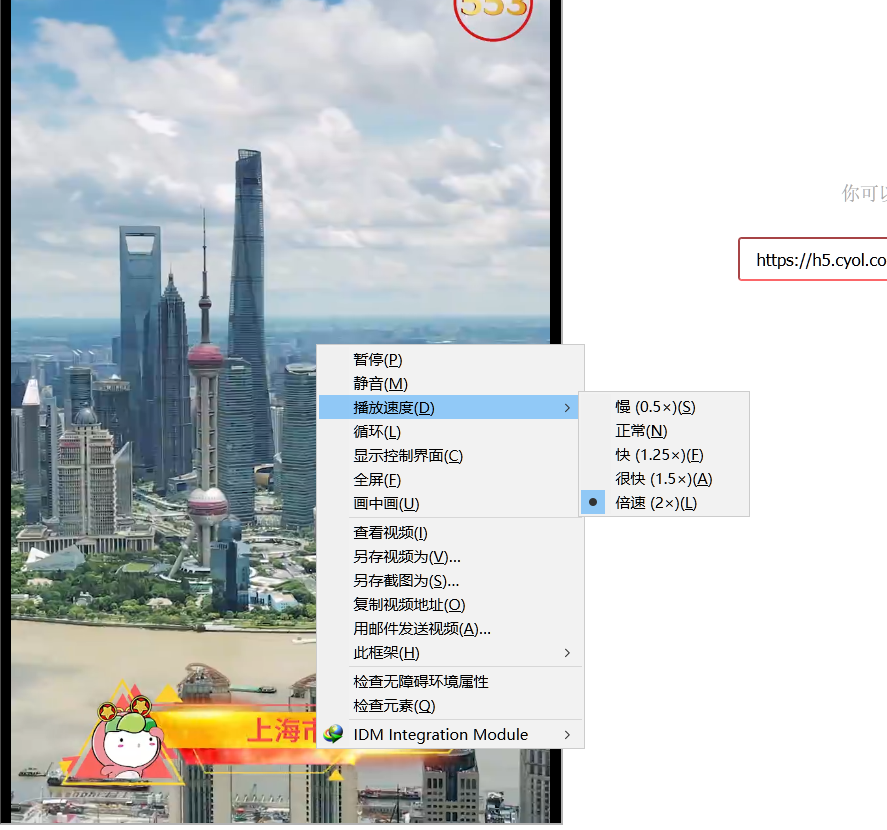 553
你可以
https://h5.cyol.co
暂停(P)
静音(M)
播放速度(D)
循环(L)
显示控制界面(C)
全屏(F)
画中画(U)
慢 (0.5×)(S)
正常(N)
快 (1.25×)(F)
很快 (1.5×)(A)
倍速 (2×)(L)
查看视频(I)
另存视频为(V)...
另存截图为(S)...
复制视频地址(O)
用邮件发送视频(A)...
此框架(H)
检查无障碍环境属性
检查元素(Q)
上海市
IDM Integration Module